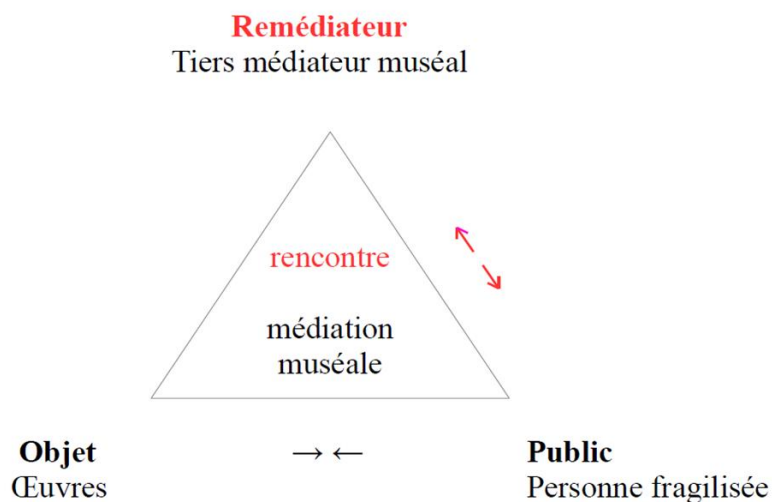 Remédiateur
Tiers médiateur muséal
rencontre
médiation
muséale
Objet → ← Public
Œuvres Personne fragilisée